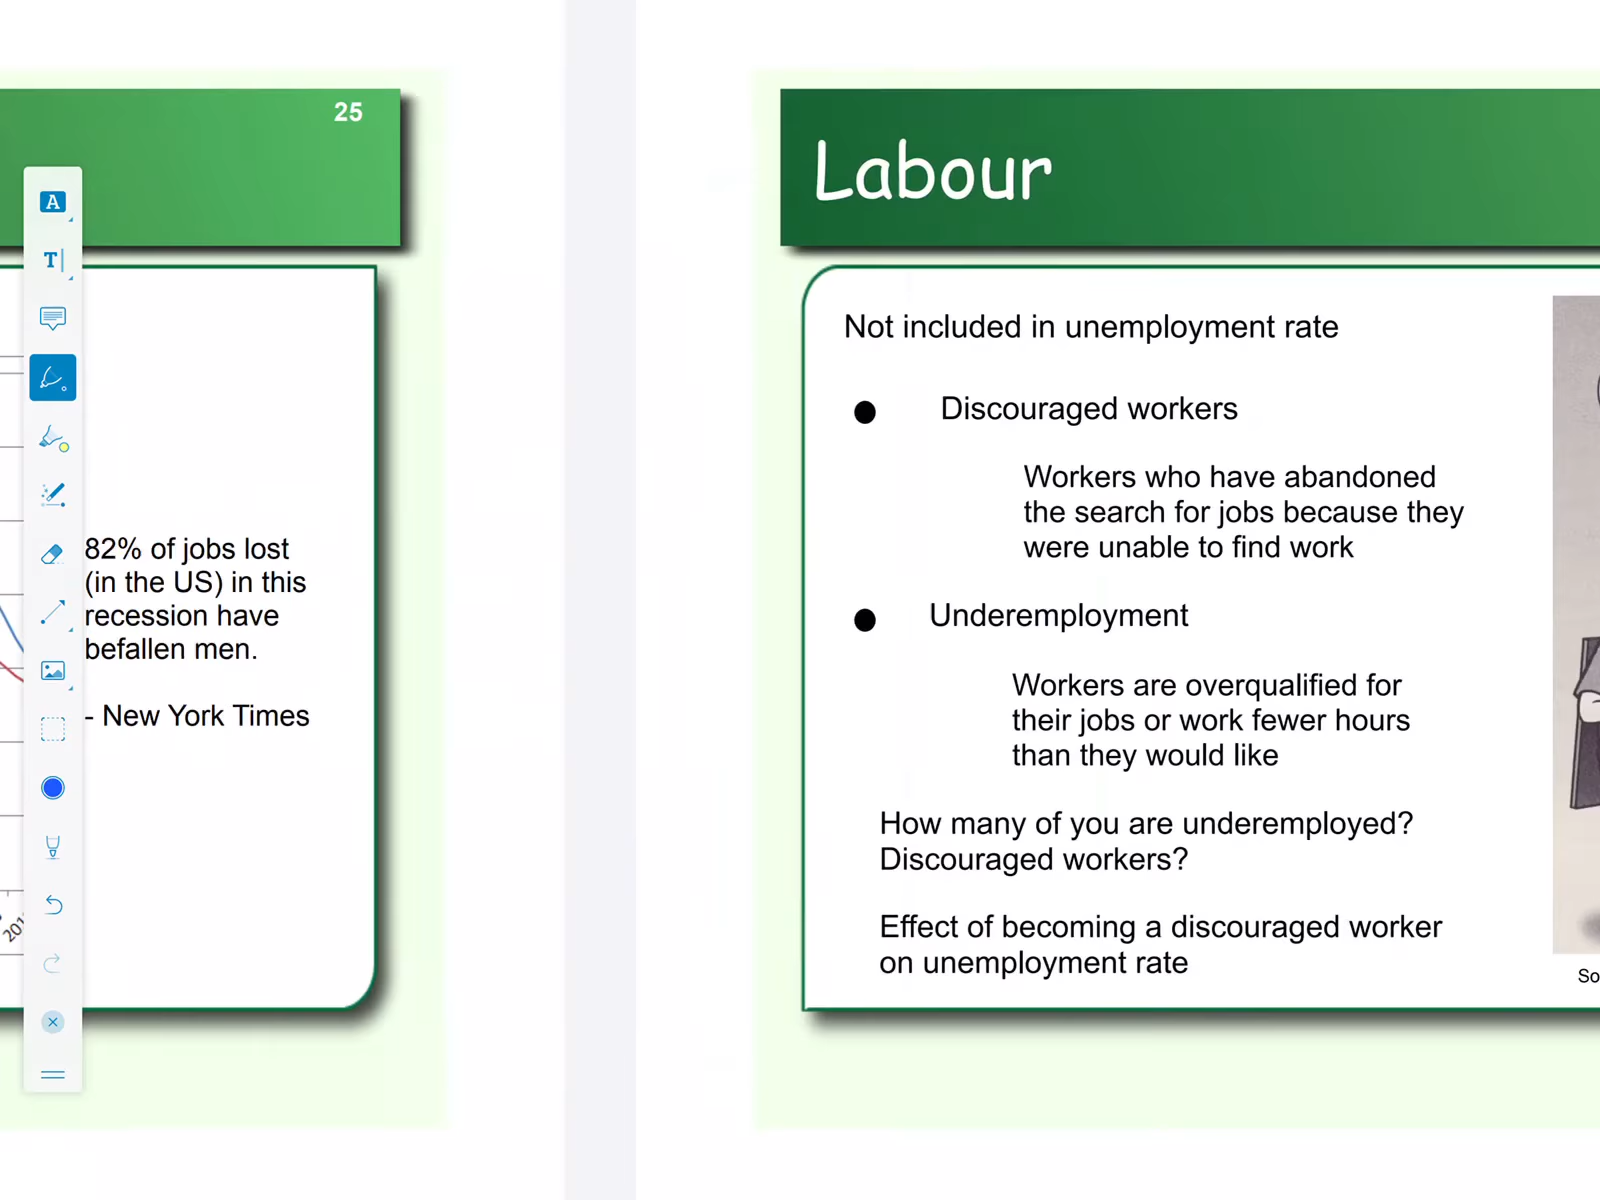 25
82% of jobs lost
(in the US) in this
recession have
befallen men.
- New York Times
Labour
Not included in unemployment rate
Discouraged workers
Workers who have abandoned
the search for jobs because they
were unable to find work
Underemployment
Workers are overqualified for
their jobs or work fewer hours
than they would like
How many of you are underemployed?
Discouraged workers?
Effect of becoming a discouraged worker
on unemployment rate